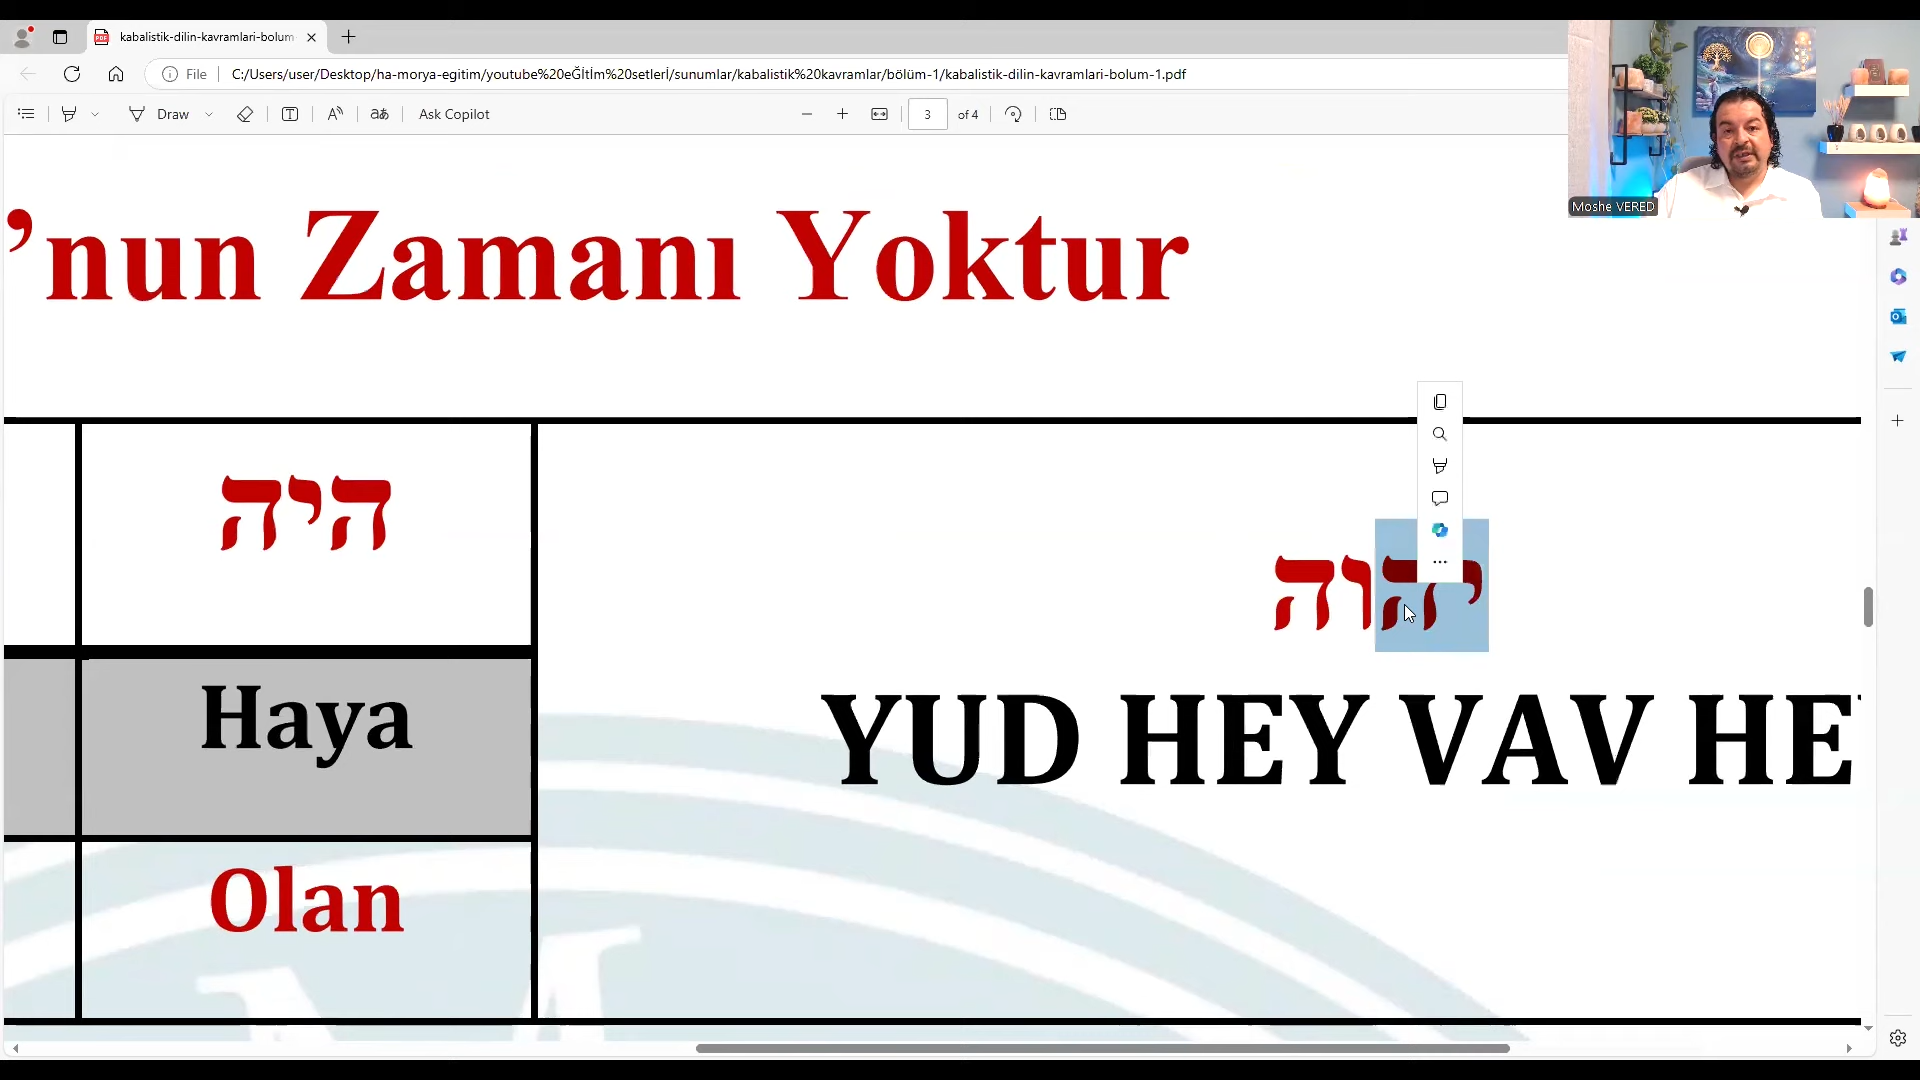 kabalistik-dilin-kavramlari-bolum-
File
C:/Users/user/Desktop/ha-morya-egitim/youtube%20eĞİtİm%20setlerİ/sunumlar/kabalistik%20kavramlar/bölüm-1/kabalistik-dilin-kavramlari-bolum-1.pdf
Draw
aあ
Ask Copilot
3 of 4
Moshe VERED
’nun Zamanı Yoktur
היה
יהוה
Haya
YUD HEY VAV HE
Olan